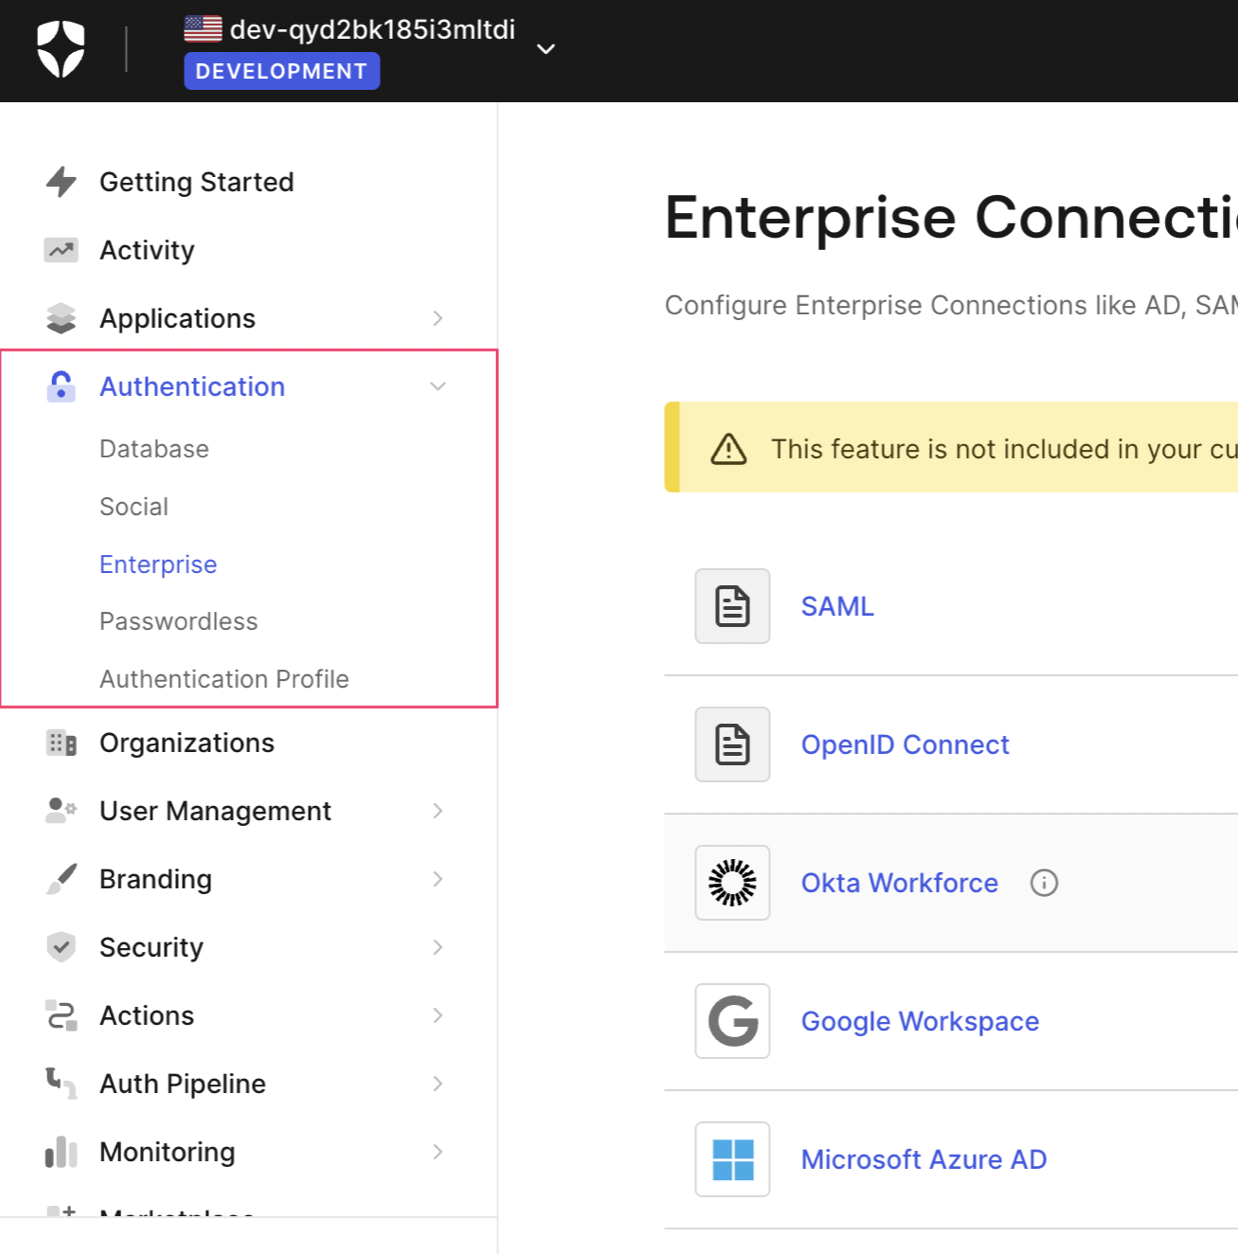 dev-qyd2bk185i3mltdi
DEVELOPMENT
Getting Started
Activity
Applications
Authentication
Database
Social
Enterprise
Passwordless
Authentication Profile
Organizations
User Management
Branding
Security
Actions
Auth Pipeline
Monitoring
Marketplace
Enterprise Connecti
Configure Enterprise Connections like AD, SAM
This feature is not included in your cu
SAML
OpenID Connect
Okta Workforce
Google Workspace
Microsoft Azure AD